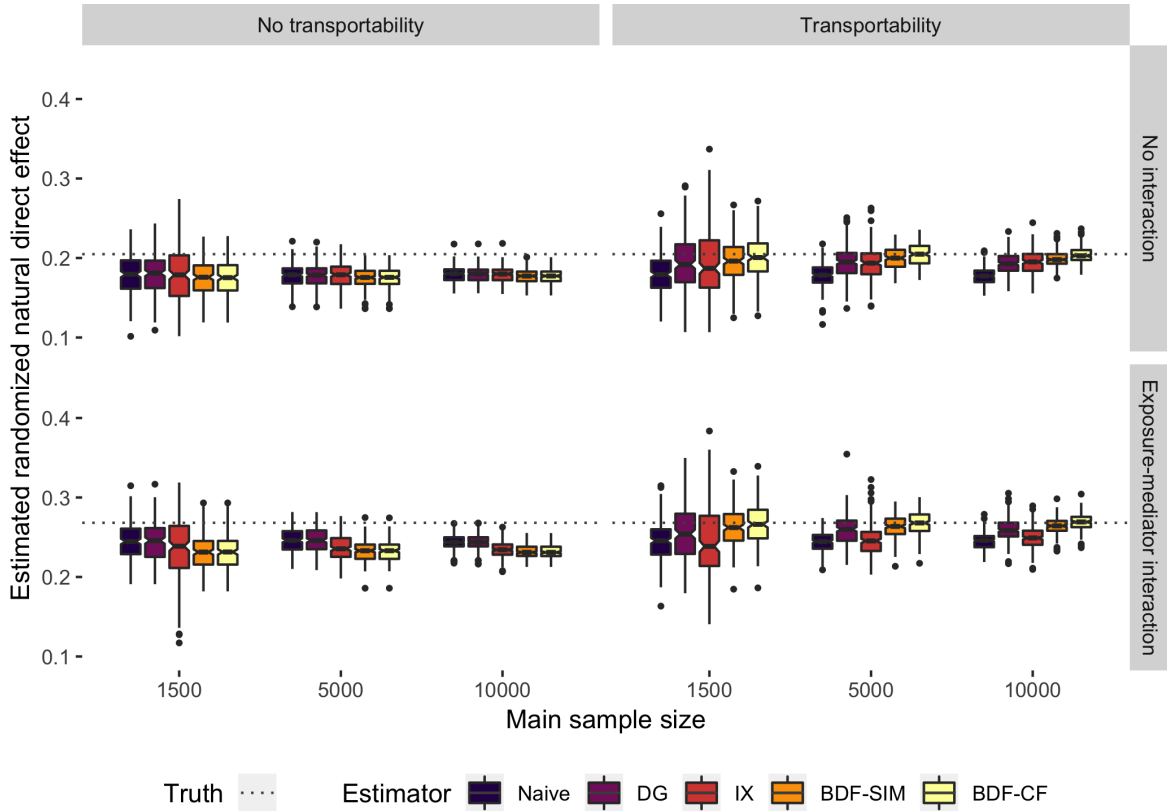 No transportability
Transportability
Estimated randomized natural direct effect
0.4
0.3
0.2
0.1
No interaction
0.4
0.3
0.2
0.1
Exposure-mediator interaction
1500
5000
10000
1500
5000
10000
Main sample size
Truth
Estimator
Naive
DG
IX
BDF-SIM
BDF-CF